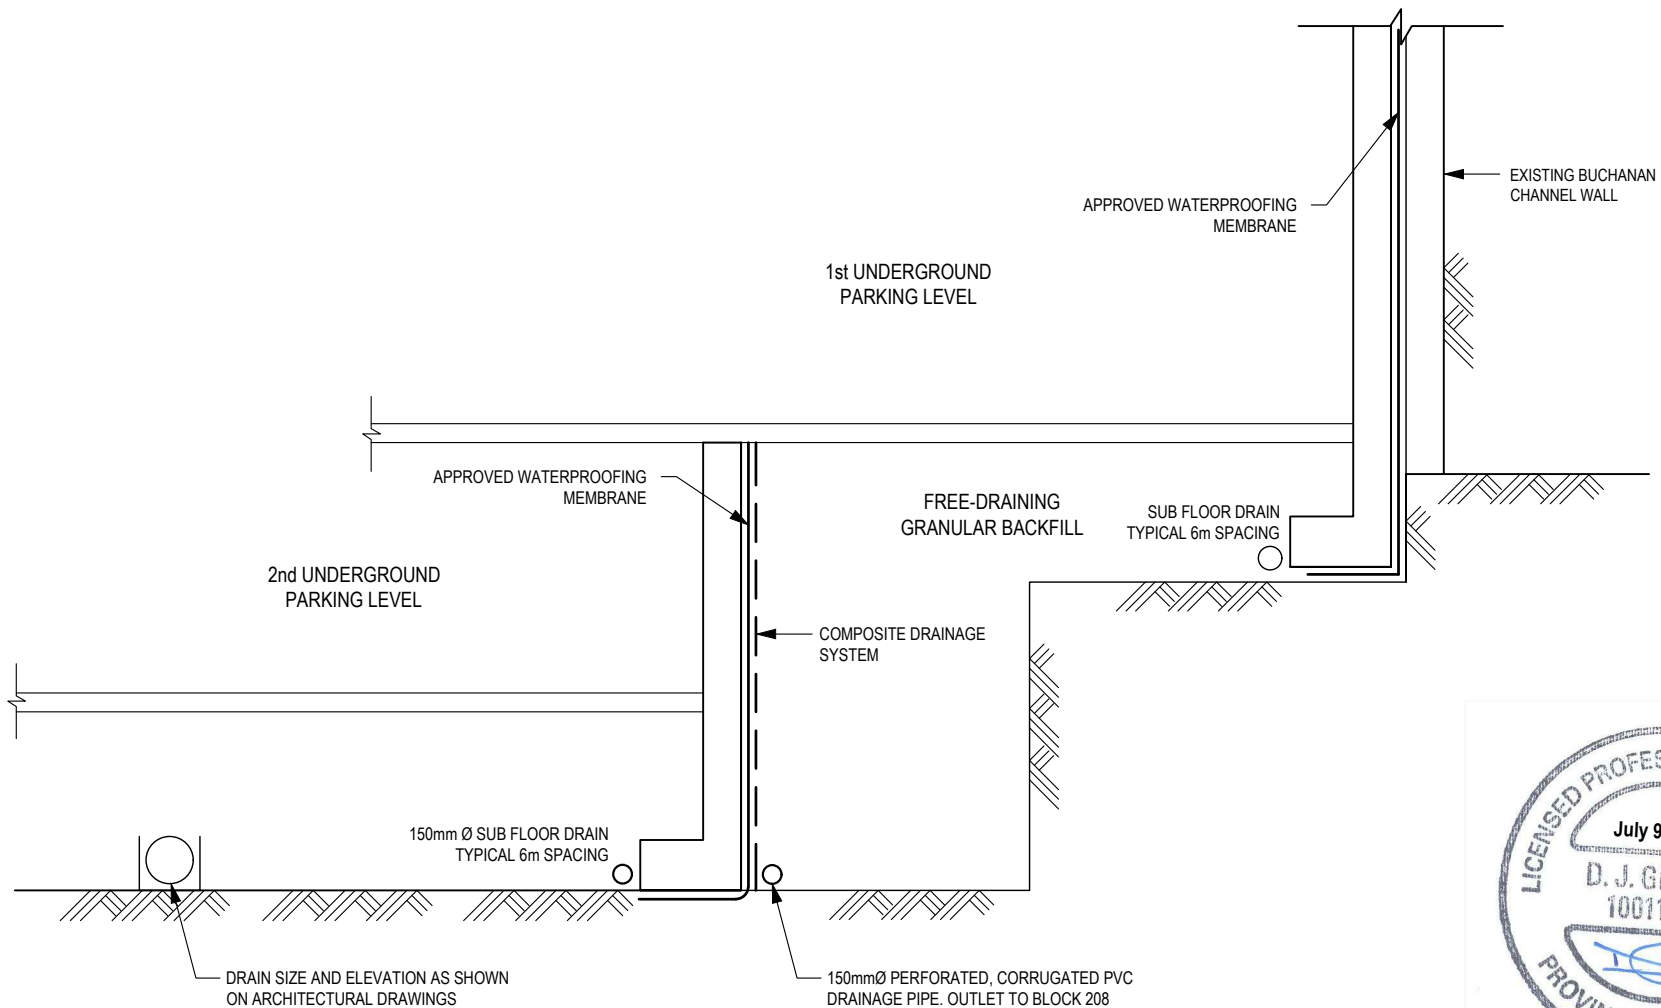 EXISTING BUCHANAN
CHANNEL WALL
APPROVED WATERPROOFING
MEMBRANE
1st UNDERGROUND
PARKING LEVEL
APPROVED WATERPROOFING
MEMBRANE
FREE-DRAINING
GRANULAR BACKFILL
SUB FLOOR DRAIN
TYPICAL 6m SPACING
2nd UNDERGROUND
PARKING LEVEL
COMPOSITE DRAINAGE
SYSTEM
150mm Ø SUB FLOOR DRAIN
TYPICAL 6m SPACING
DRAIN SIZE AND ELEVATION AS SHOWN
ON ARCHITECTURAL DRAWINGS
150mmØ PERFORATED, CORRUGATED PVC
DRAINAGE PIPE. OUTLET TO BLOCK 208
LICENSED
July 9
D. J.